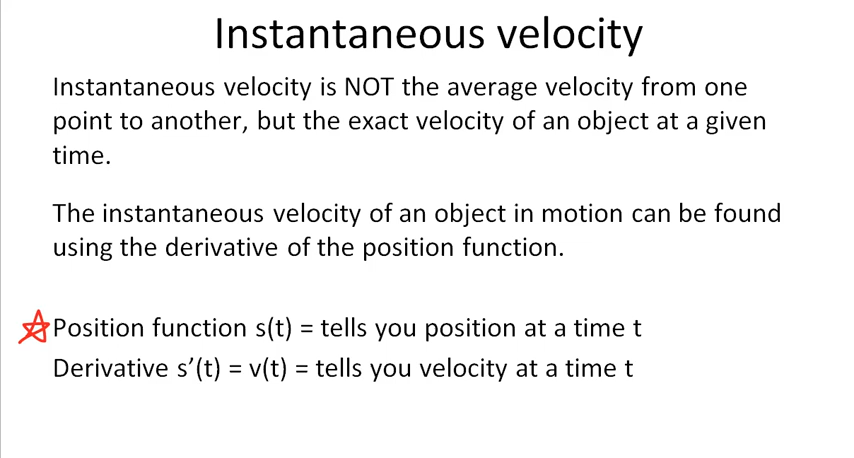 Instantaneous velocity
Instantaneous velocity is NOT the average velocity from one
point to another, but the exact velocity of an object at a given
time.
The instantaneous velocity of an object in motion can be found
using the derivative of the position function.
Position function s(t) = tells you position at a time t
Derivative s’(t) = v(t) = tells you velocity at a time t